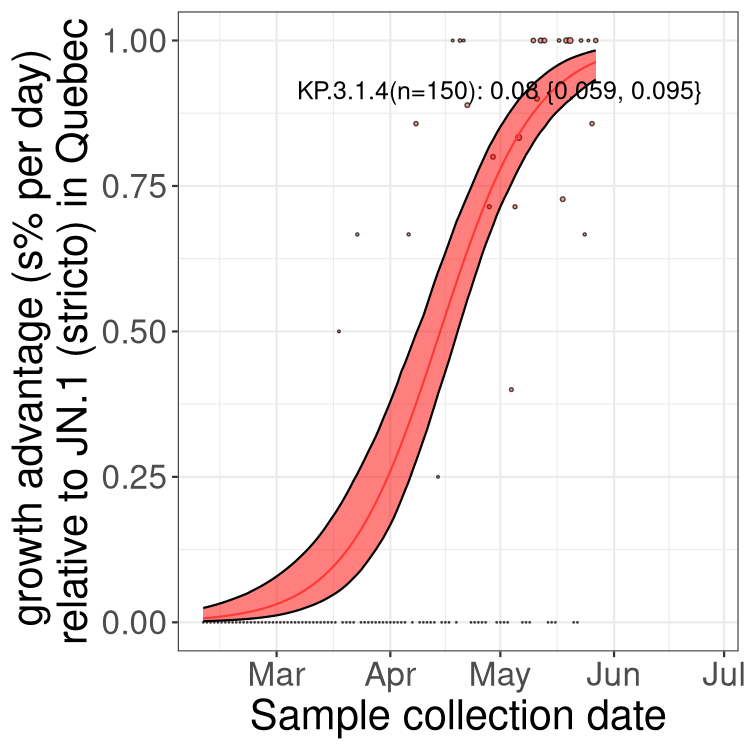 growth advantage (s% per day)
relative to JN.1 (stricto) in Quebec
1.00
0.75
0.50
0.25
0.00
KP.3.1.4(n=150): 0.08 {0.059, 0.095}
Mar Apr May Jun Jul
Sample collection date